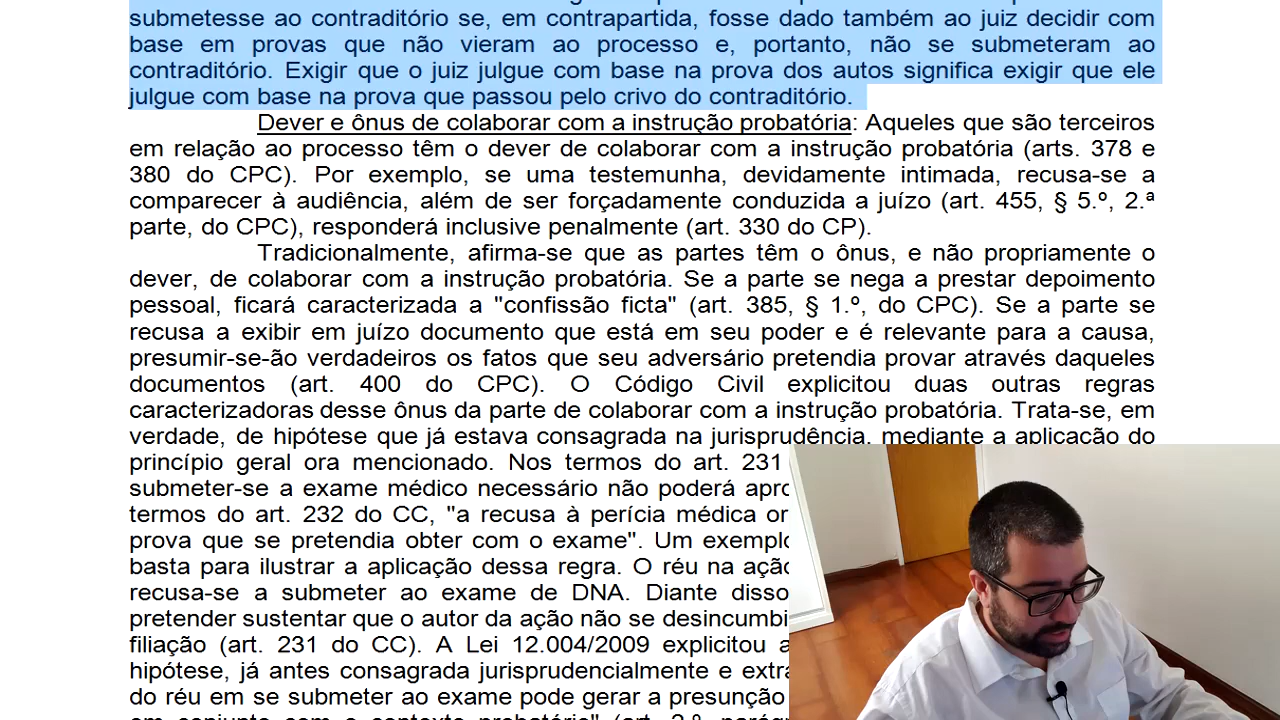 submetesse ao contraditório se, em contrapartida, fosse dado também ao juiz decidir com
base em provas que não vieram ao processo e, portanto, não se submeteram ao
contraditório. Exigir que o juiz julgue com base na prova dos autos significa exigir que ele
julgue com base na prova que passou pelo crivo do contraditório.
Dever e ônus de colaborar com a instrução probatória: Aqueles que são terceiros
em relação ao processo têm o dever de colaborar com a instrução probatória (arts. 378 e
380 do CPC). Por exemplo, se uma testemunha, devidamente intimada, recusa-se a
comparecer à audiência, além de ser forçadamente conduzida a juízo (art. 455, § 5.º, 2.ª
parte, do CPC), responderá inclusive penalmente (art. 330 do CP).
Tradicionalmente, afirma-se que as partes têm o ônus, e não propriamente o
dever, de colaborar com a instrução probatória. Se a parte se nega a prestar depoimento
pessoal, ficará caracterizada a "confissão ficta" (art. 385, § 1.º, do CPC). Se a parte se
recusa a exibir em juízo documento que está em seu poder e é relevante para a causa,
presumir-se-ão verdadeiros os fatos que seu adversário pretendia provar através daqueles
documentos (art. 400 do CPC). O Código Civil explicitou duas outras regras
caracterizadoras desse ônus da parte de colaborar com a instrução probatória. Trata-se, em
verdade, de hipótese que já estava consagrada na jurisprudência, mediante a aplicação do
princípio geral ora mencionado. Nos termos do art. 231
submeter-se a exame médico necessário não poderá
termos do art. 232 do CC, "a recusa à perícia médica
prova que se pretendia obter com o exame". Um
basta para ilustrar a aplicação dessa regra. O réu na
recusa-se a submeter ao exame de DNA. Diante
pretender sustentar que o autor da ação não se
filiação (art. 231 do CC). A Lei 12.004/2009 explicitou
hipótese, já antes consagrada jurisprudencialmente e
do réu em se submeter ao exame pode gerar a presunção